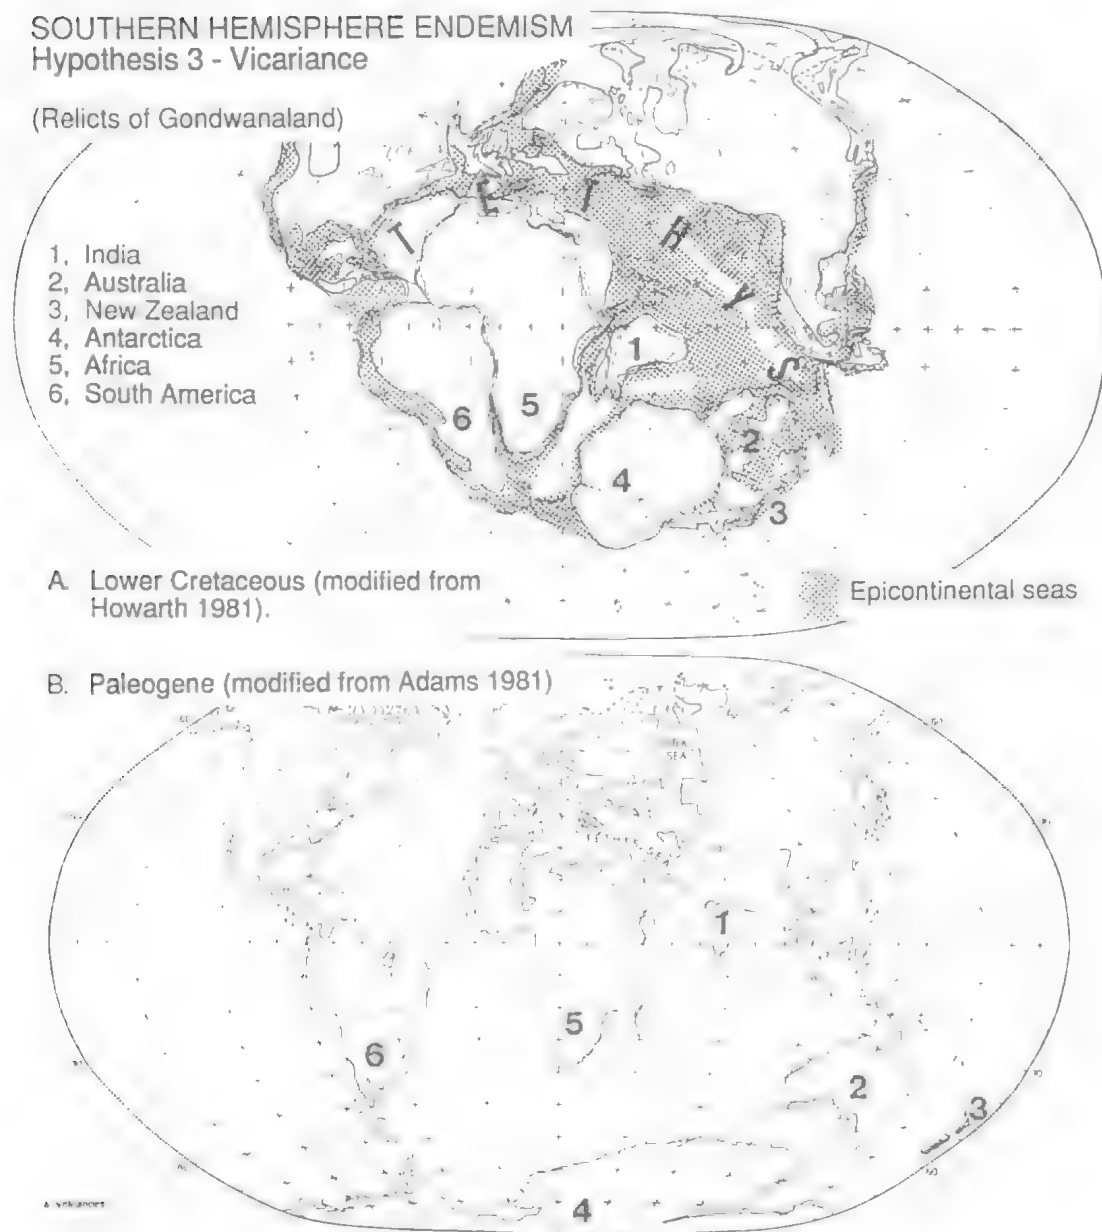 SOUTHERN HEMISPHERE ENDEMISM
Hypothesis 3 - Vicariance
(Relicts of Gondwanaland)
T E T H Y S
1, India
2, Australia
3, New Zealand
4, Antarctica
5, Africa
6, South America
1
6
5
2
4
3
A. Lower Cretaceous (modified from
Howarth 1981).
Epicontinental seas
B. Paleogene (modified from Adams 1981)
SEA
1
5
6
2
3
4